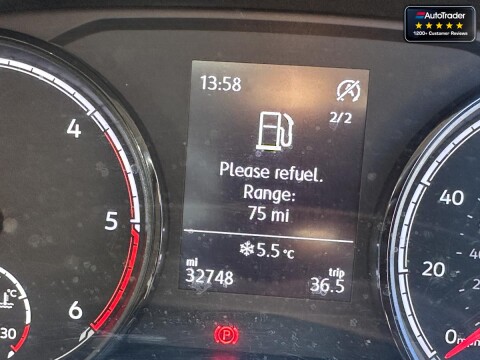 AutoTrader
1200+ Customer Reviews
13:58
A
2/2
Please refuel.
Range:
75 mi
5.5 °C
mi
trip
32748
36.5
4
5
6
°C
130
P
40
20
0